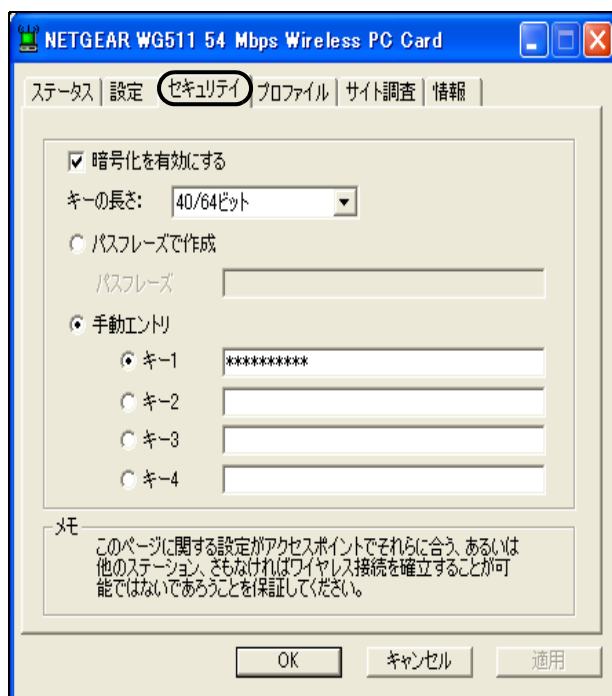 NETGEAR WG511 54 Mbps Wireless PC Card
ステータス 設定 セキュリティ プロファイル サイト調査 情報
暗号化を有効にする
キーの長さ: 40/64ビット
パスフレーズで作成
パスフレーズ
手動エントリ
キー1 **********
キー2
キー3
キー4
メモ
このページに関する設定がアクセスポイントでそれらに合う、あるいは
他のステーション、さもなければワイヤレス接続を確立することが可
能ではないであろうことを保証してください。
OK キャンセル 適用